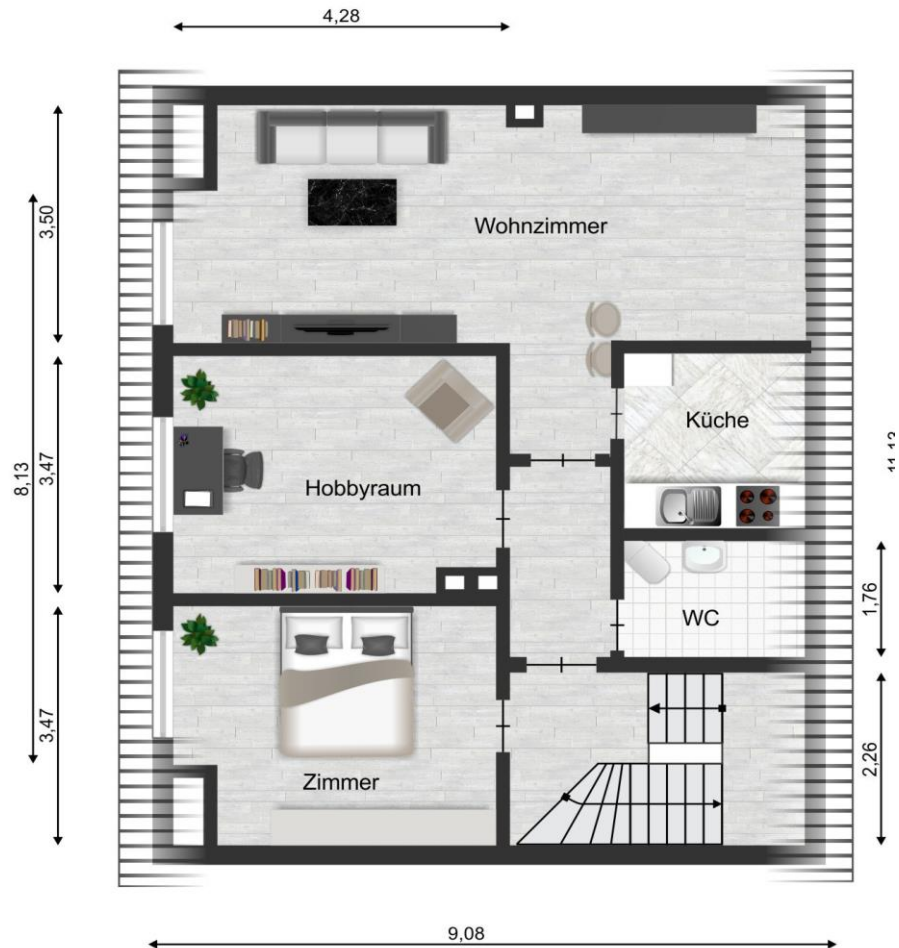 4,28
3,50
Wohnzimmer
8,13
3,47
Küche
Hobbyraum
1,76
WC
3,47
2,26
Zimmer
9,08